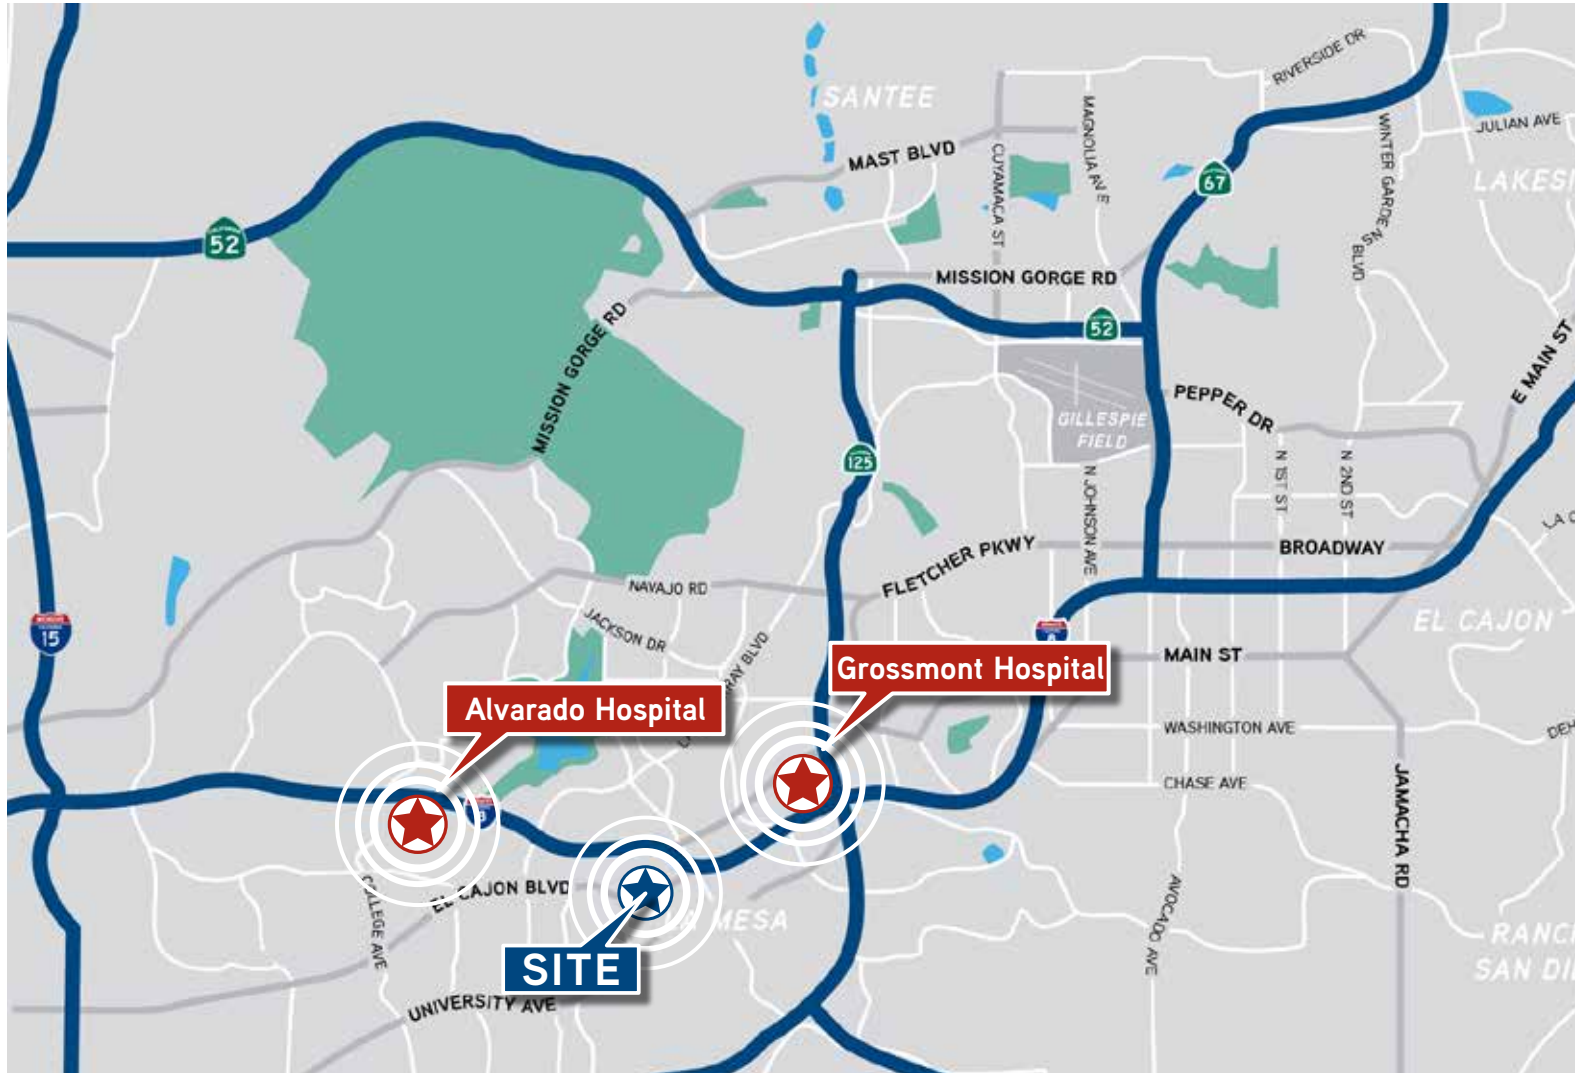 RIVERSIDE DR
SANTEE
MAGNOLIA AVE
WINTER GARDENS
BLVD
JULIAN AVE
MAST BLVD
CUYAMACA ST
67
52
MISSION GORGE RD
52
MISSION GORGE RD
E MAIN ST
PEPPER DR
GILLESPIE
FIELD
125
N JOHNSON AVE
N 1ST ST
N 2ND ST
FLETCHER PKWY
BROADWAY
NAVAJO RD
JACKSON DR
15
8
EL CAJON
MAIN ST
Grossmont Hospital
Alvarado Hospital
WASHINGTON AVE
CHASE AVE
JAMACHA RD
8
COLLEGE AVE
EL CAJON BLVD
LA MESA
AVOCADO AVE
SITE
UNIVERSITY AVE
SAN DI